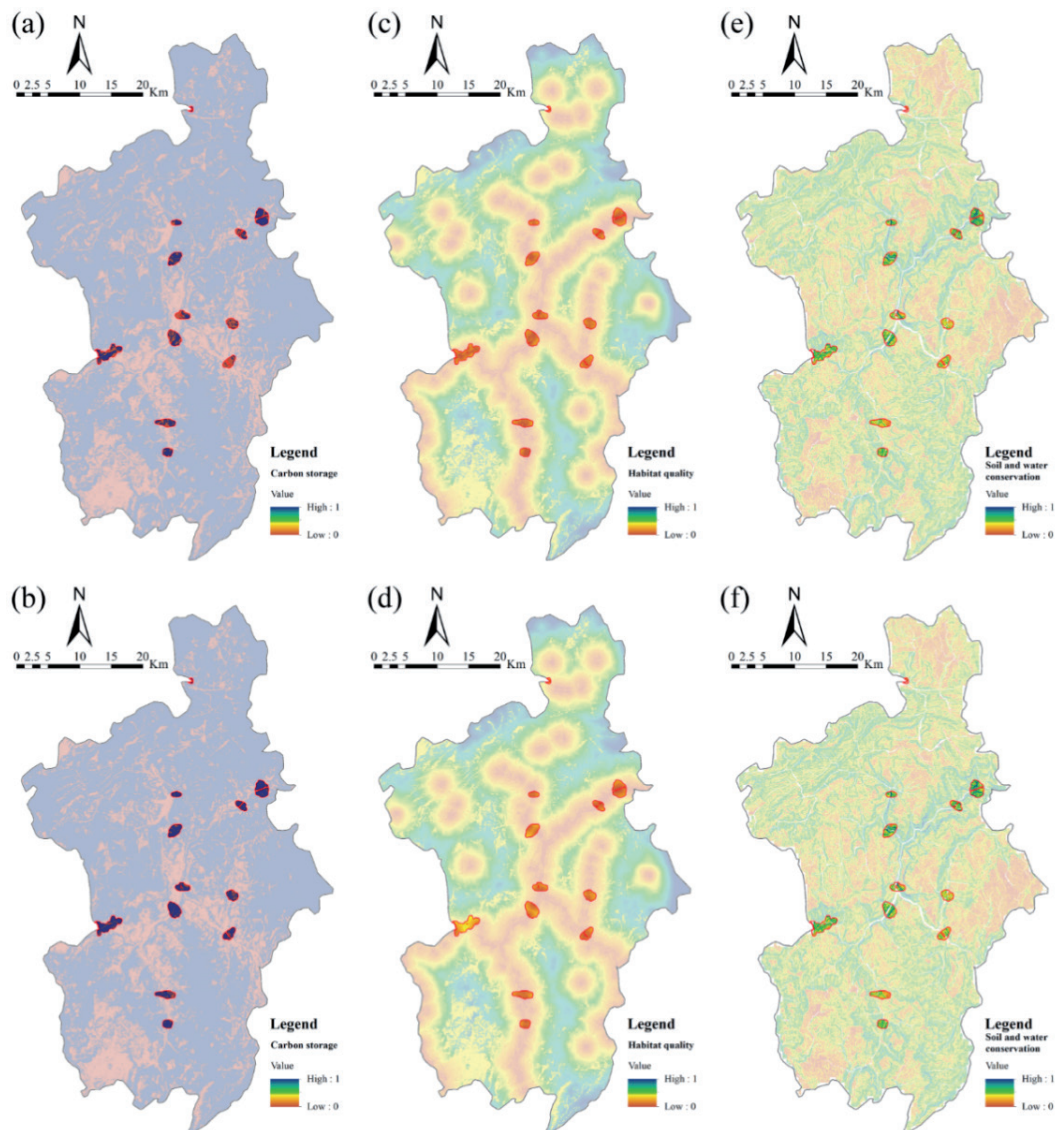 (a)
N
0 2.5 5 10 15 20
Km
Legend
Carbon storage
Value
High : 1
Low : 0
(c)
N
0 2.5 5 10 15 20
Km
Legend
Habitat quality
Value
High : 1
Low : 0
(e)
N
0 2.5 5 10 15 20
Km
Legend
Soil and water
conservation
Value
High : 1
Low : 0
(b)
N
0 2.5 5 10 15 20
Km
Legend
Carbon storage
Value
High : 1
Low : 0
(d)
N
0 2.5 5 10 15 20
Km
Legend
Habitat quality
Value
High : 1
Low : 0
(f)
N
0 2.5 5 10 15 20
Km
Legend
Soil and water
conservation
Value
High : 1
Low : 0